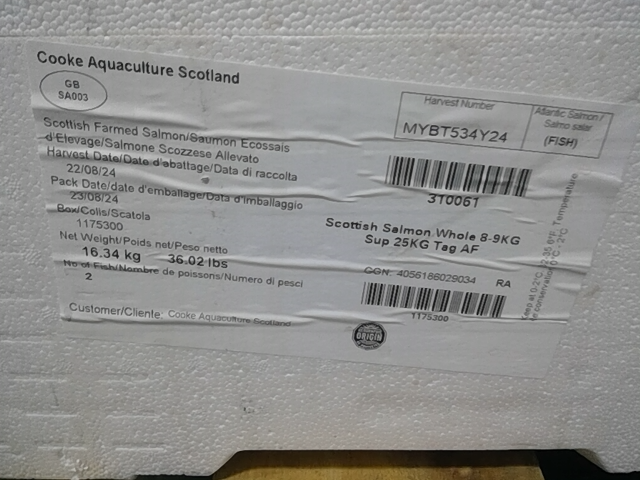 Cooke Aquaculture Scotland
GB
SA003
Harvest Number
MYBT534Y24
Atlantic Salmon/
Salmo salar
(FISH)
Scottish Farmed Salmon/Saumon Ecossais
d'Elevage/Salmone Scozzese Allevato
Harvest Date/Date d'abattage/Data di raccolta
22/08/24
Pack Date/date d'emballage/Data d'imballaggio
23/08/24
Box/Colis/Scatola
1175300
Net Weight/Poids net/Peso netto
16.34 kg 36.02 lbs
No of Fish/Nombre de poissons/Numero di pesci
2
Customer/Cliente: Cooke Aquaculture Scotland
310061
Scottish Salmon Whole 8-9KG
Sup 25KG Tag AF
GGN: 4056186029034 RA
1175300
ORIGIN
Temperature